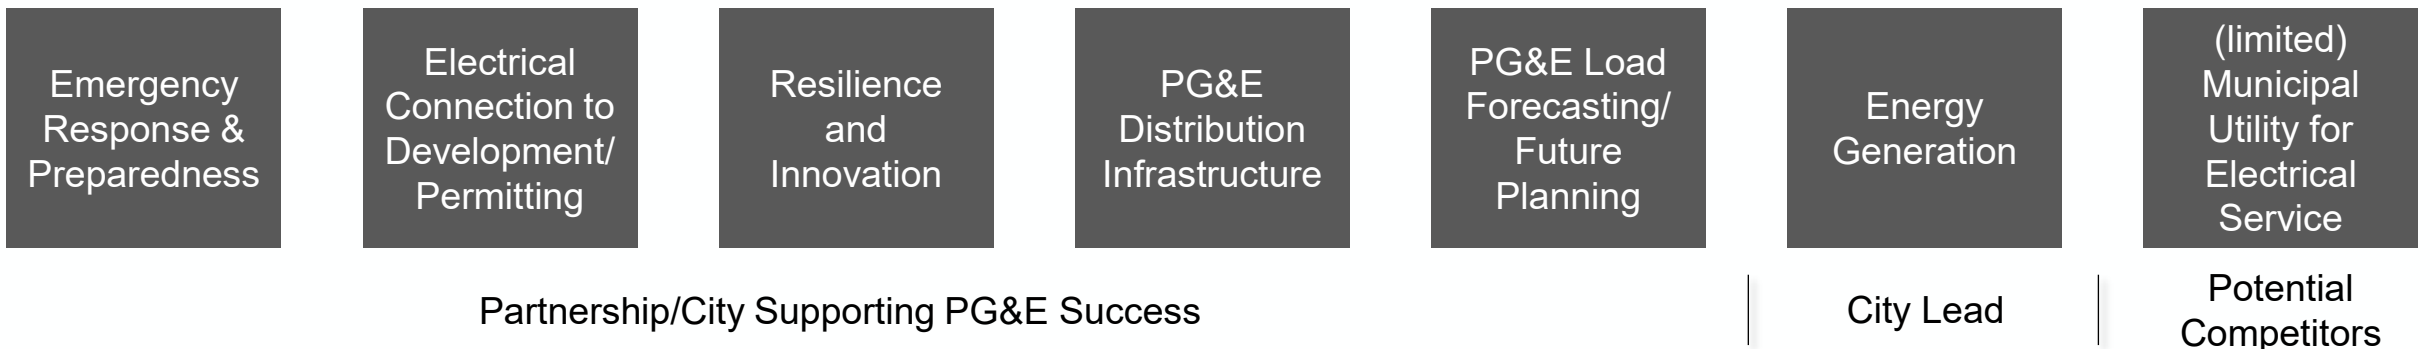 Emergency
Response &
Preparedness
Electrical
Connection to
Development/
Permitting
Resilience
and
Innovation
PG&E
Distribution
Infrastructure
PG&E Load
Forecasting/
Future
Planning
Energy
Generation
(limited)
Municipal
Utility for
Electrical
Service
Partnership/City Supporting PG&E Success
City Lead
Potential
Competitors